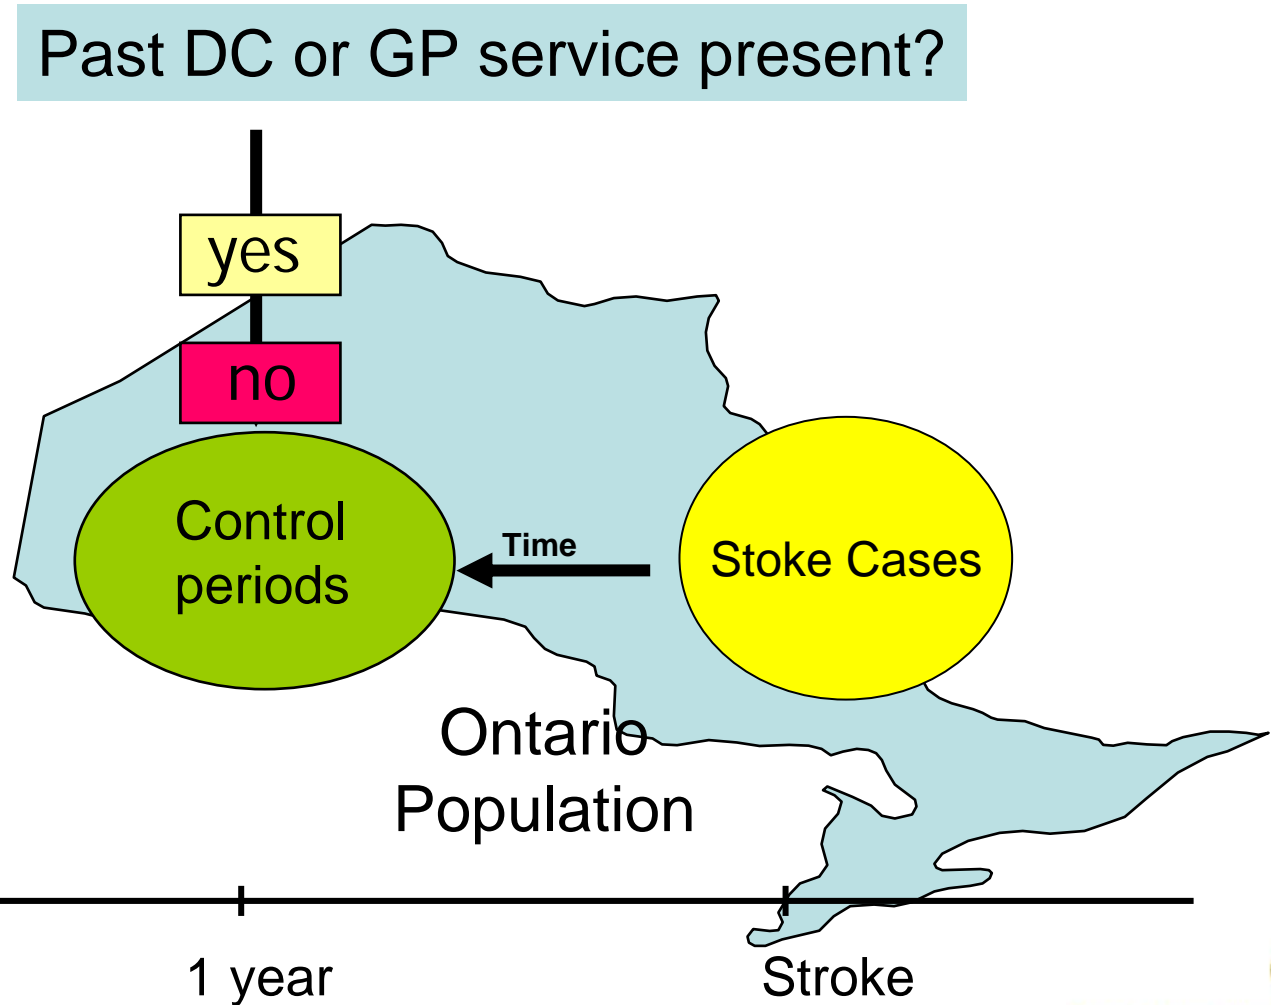 Past DC or GP service present?
yes
no
Control
periods
Time
Stoke Cases
Ontario
Population
1 year
Stroke